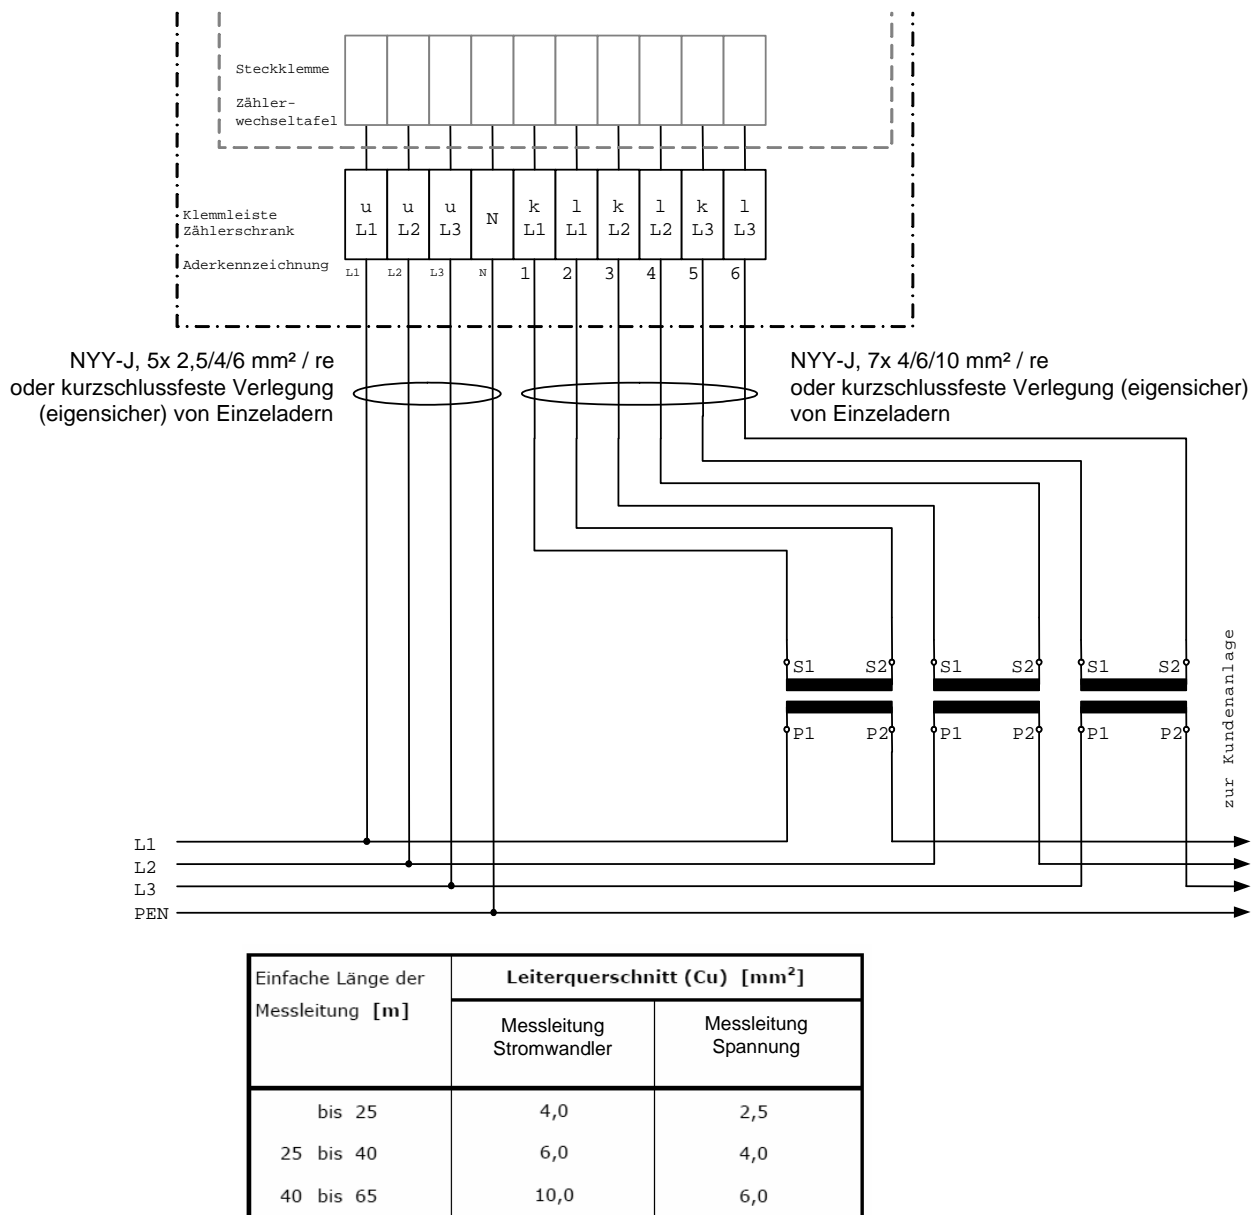 Steckklemme
Zähler-
wechseltafel
Klemmleiste
Zählerschrank
u u u N k l k l k l
L1 L2 L3 L1 L1 L2 L2 L3 L3
Aderkennzeichnung L1 L2 L3 N 1 2 3 4 5 6
NYY-J, 5x 2,5/4/6 mm² / re
oder kurzschlussfeste Verlegung
(eigensicher) von Einzeladern
NYY-J, 7x 4/6/10 mm² / re
oder kurzschlussfeste Verlegung (eigensicher)
von Einzeladern
S1 S2 S1 S2 S1 S2
P1 P2 P1 P2 P1 P2
zur Kundenanlage
L1
L2
L3
PEN
Einfache Länge der
Messleitung [m]
Leiterquerschnitt (Cu) [mm²]
Messleitung
Stromwandler
Messleitung
Spannung
bis 25 4,0 2,5
25 bis 40 6,0 4,0
40 bis 65 10,0 6,0